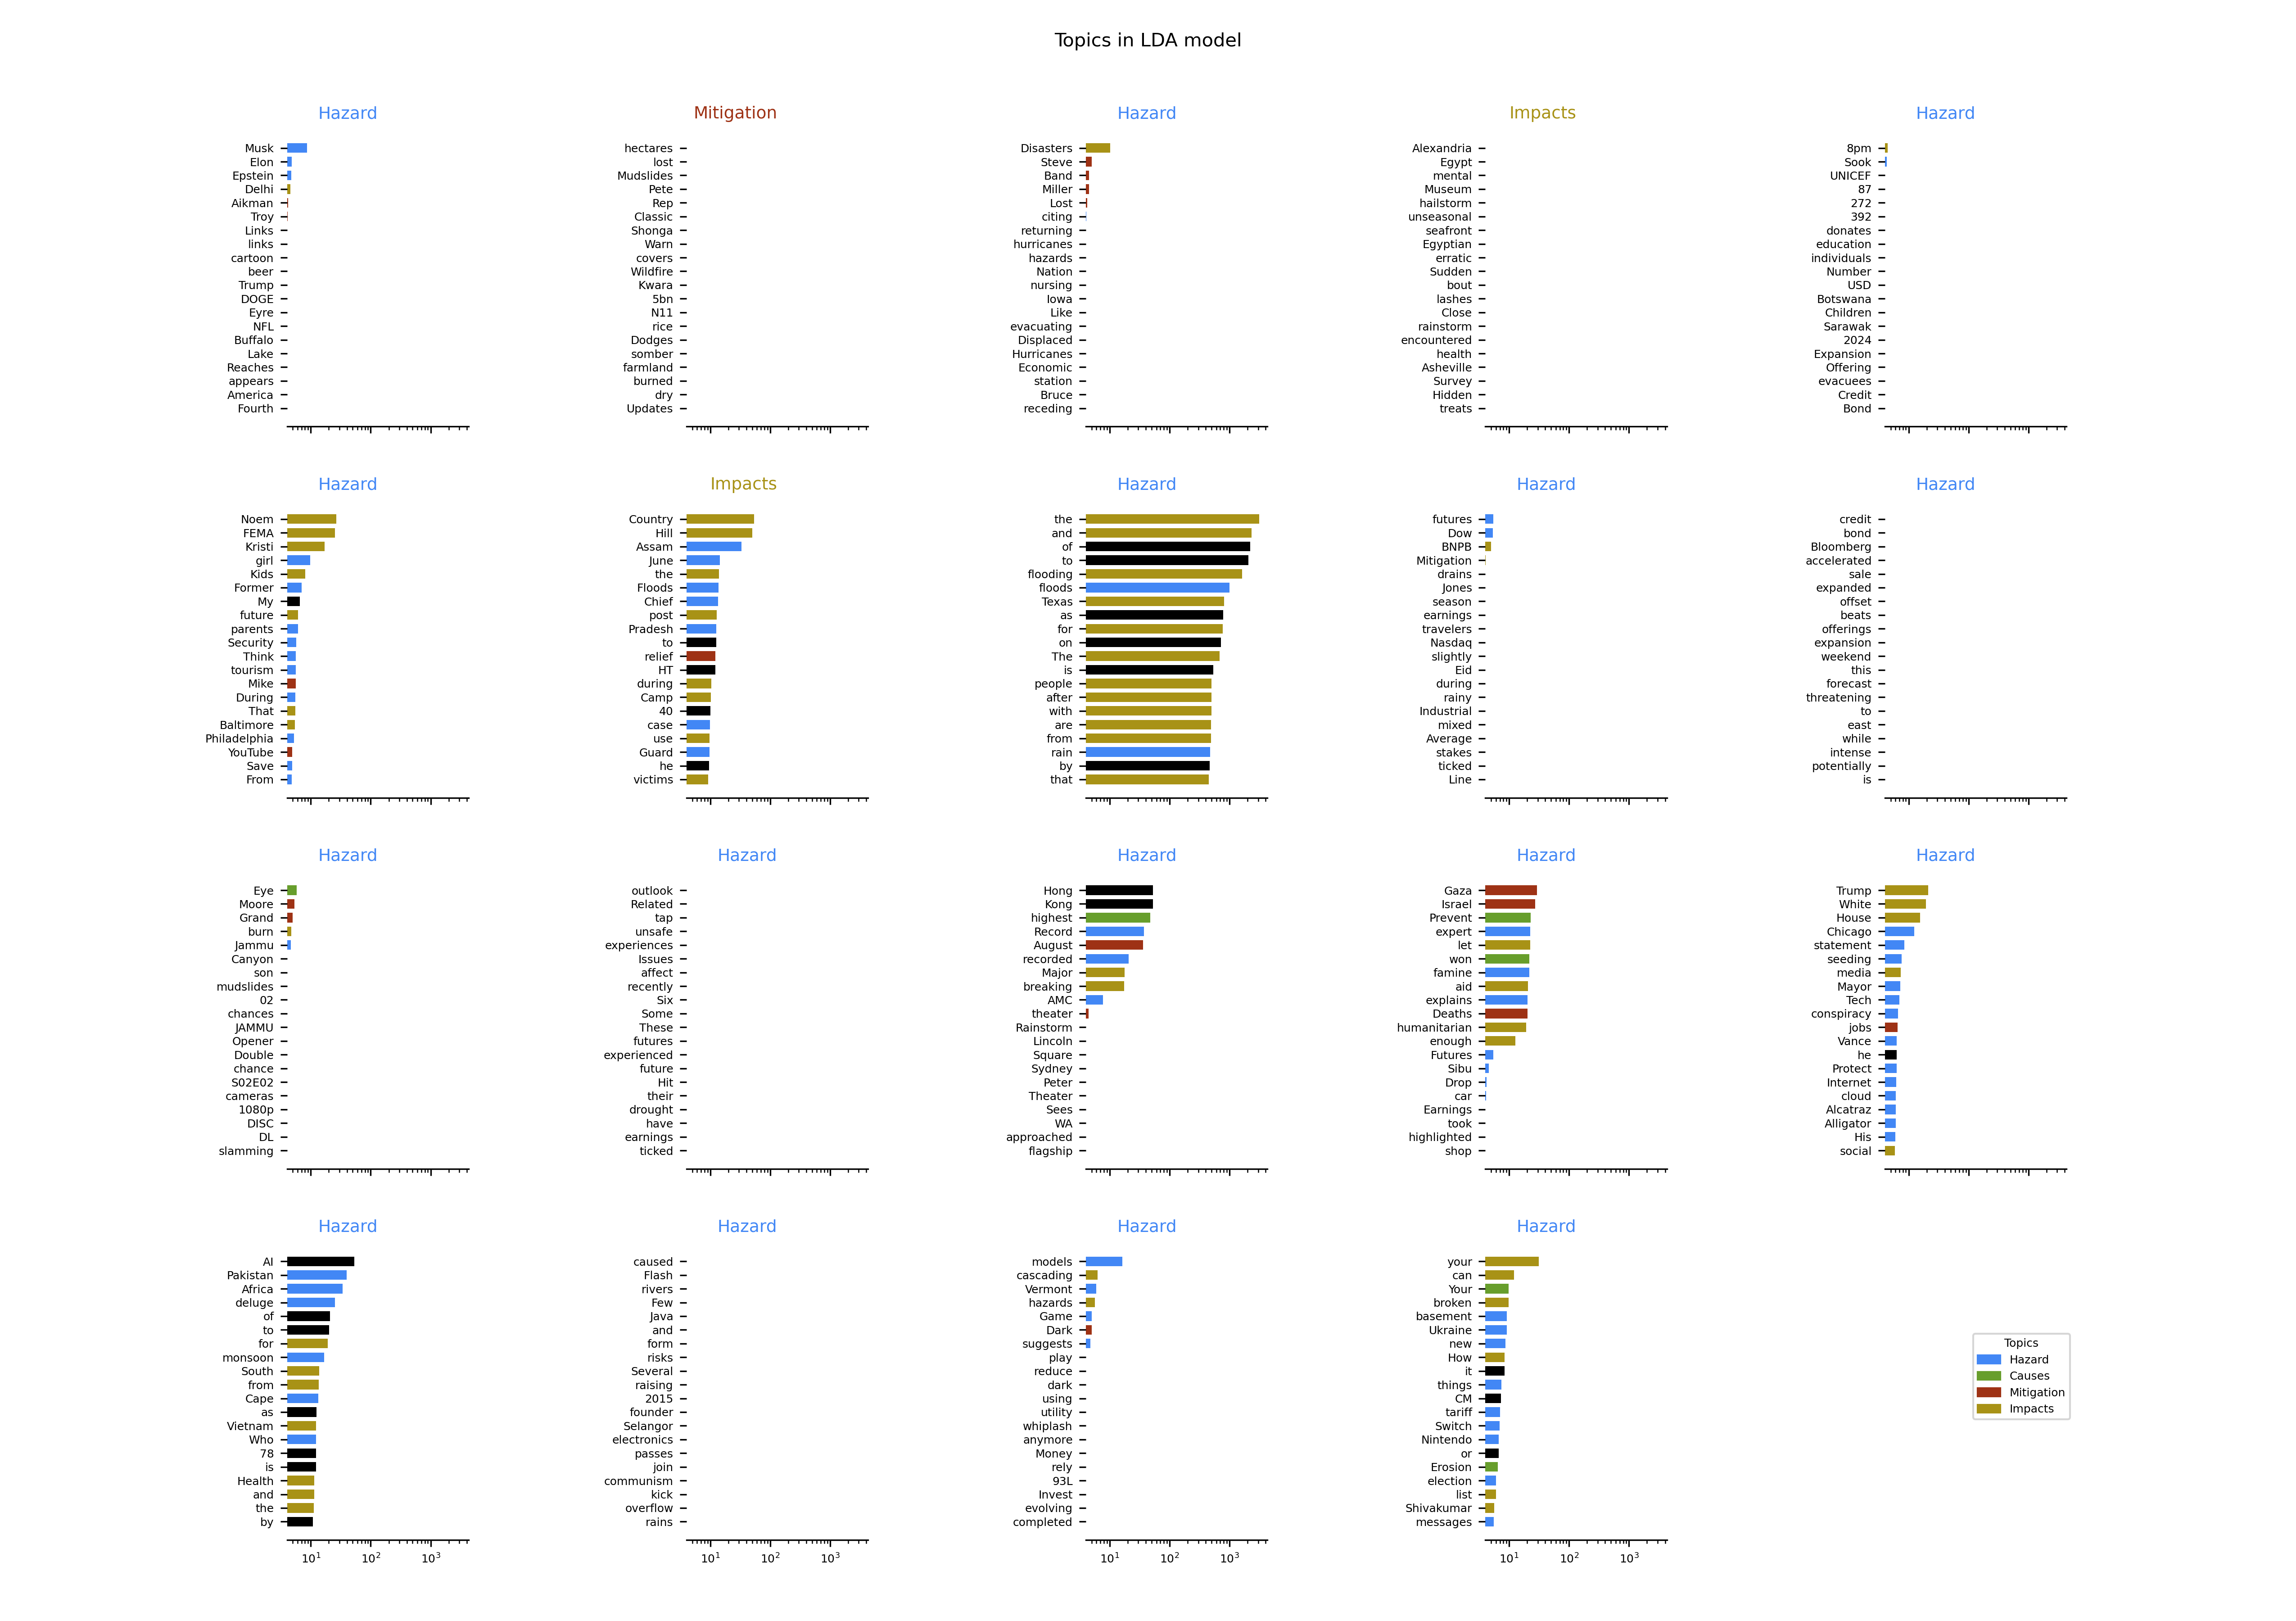 Topics in LDA model
Hazard
Musk
Elon
Epstein
Delhi
Aikman
Troy
Links
links
cartoon
beer
Trump
DOGE
Eyre
NFL
Buffalo
Lake
Reaches
appears
America
Fourth
Mitigation
hectares
lost
Mudslides
Pete
Rep
Classic
Shonga
Warn
covers
Wildfire
Kwara
5bn
N11
rice
Dodges
somber
farmland
burned
dry
Updates
Hazard
Disasters
Steve
Band
Miller
Lost
citing
returning
hurricanes
hazards
Nation
nursing
Iowa
Like
evacuating
Displaced
Hurricanes
Economic
station
Bruce
receding
Impacts
Alexandria
Egypt
mental
Museum
hailstorm
unseasonal
seafront
Egyptian
erratic
Sudden
bout
lashes
Close
rainstorm
encountered
health
Asheville
Survey
Hidden
treats
Hazard
8pm
Sook
UNICEF
87
272
392
donates
education
individuals
Number
USD
Botswana
Children
Sarawak
2024
Expansion
Offering
evacuees
Credit
Bond
Hazard
Noem
FEMA
Kristi
girl
Kids
Former
My
future
parents
Security
Think
tourism
Mike
During
That
Baltimore
Philadelphia
YouTube
Save
From
Impacts
Country
Hill
Assam
June
the
Floods
Chief
post
Pradesh
to
relief
HT
during
Camp
40
case
use
Guard
he
victims
Hazard
the
and
of
to
flooding
floods
Texas
as
for
on
The
is
people
after
with
are
from
rain
by
that
Hazard
futures
Dow
BNPB
Mitigation
drains
Jones
season
earnings
travelers
Nasdaq
slightly
Eid
during
rainy
Industrial
mixed
Average
stakes
ticked
Line
Hazard
credit
bond
Bloomberg
accelerated
sale
expanded
offset
beats
offerings
expansion
weekend
this
forecast
threatening
to
east
while
intense
potentially
is
Hazard
Eye
Moore
Grand
burn
Jammu
Canyon
son
mudslides
02
chances
JAMMU
Opener
Double
chance
S02E02
cameras
1080p
DISC
DL
slamming
Hazard
outlook
Related
tap
unsafe
experiences
Issues
affect
recently
Six
Some
These
futures
experienced
future
Hit
their
drought
have
earnings
ticked
Hazard
Hong
Kong
highest
Record
August
recorded
Major
breaking
AMC
theater
Rainstorm
Lincoln
Square
Sydney
Peter
Theater
Sees
WA
approached
flagship
Hazard
Gaza
Israel
Prevent
expert
let
won
famine
aid
explains
Deaths
humanitarian
enough
Futures
Sibu
Drop
car
Earnings
took
highlighted
shop
Hazard
Trump
White
House
Chicago
statement
seeding
media
Mayor
Tech
conspiracy
jobs
Vance
he
Protect
Internet
cloud
Alcatraz
Alligator
His
social
Hazard
AI
Pakistan
Africa
deluge
of
to
for
monsoon
South
from
Cape
as
Vietnam
Who
78
is
Health
and
the
by
10¹ 10² 10³
Hazard
caused
Flash
rivers
Few
Java
and
form
risks
Several
raising
2015
founder
Selangor
electronics
passes
join
communism
kick
overflow
rains
10¹ 10² 10³
Hazard
models
cascading
Vermont
hazards
Game
Dark
suggests
play
reduce
dark
using
utility
whiplash
anymore
Money
rely
93L
Invest
evolving
completed
10¹ 10² 10³
Hazard
your
can
Your
broken
basement
Ukraine
new
How
it
things
CM
tariff
Switch
Nintendo
or
Erosion
election
list
Shivakumar
messages
10¹ 10² 10³
Topics
Hazard
Causes
Mitigation
Impacts